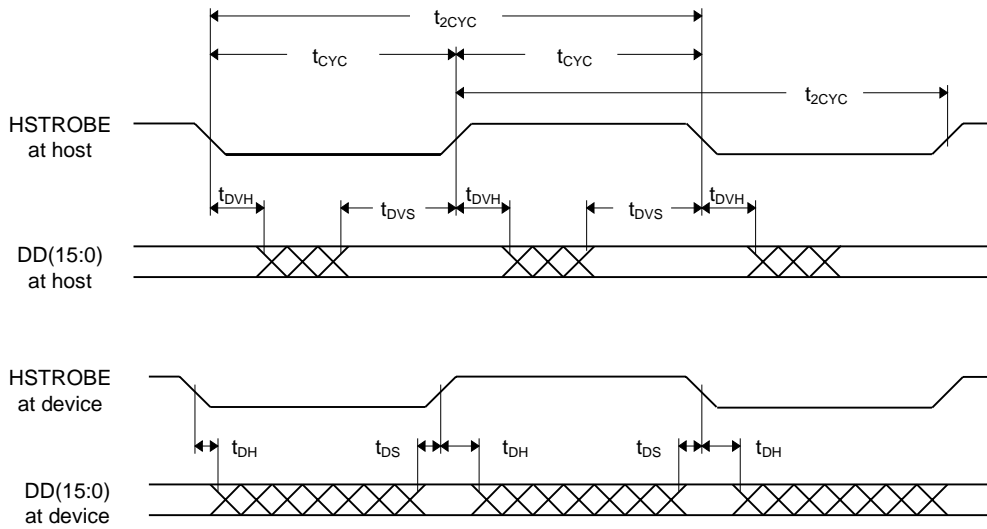 t2CYC
tCYC tCYC
t2CYC
HSTROBE
at host
tDVH tDVS tDVH tDVS tDVH
DD(15:0)
at host
HSTROBE
at device
tDH tDS tDH tDS tDH
DD(15:0)
at device